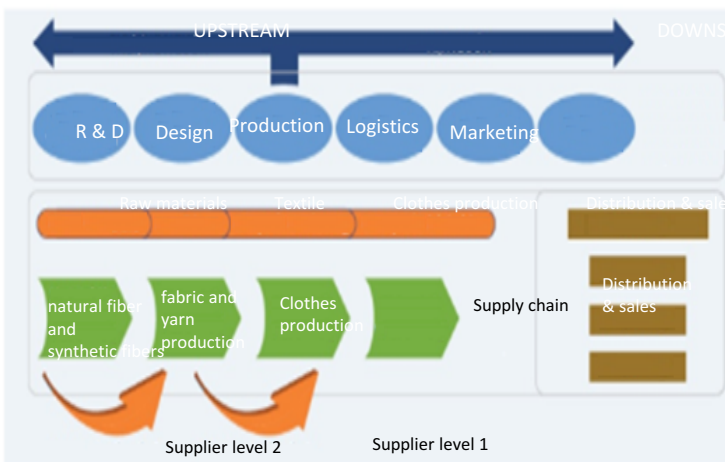 UPSTREAM
DOWNS
R & D
Design
Production
Logistics
Marketing
Raw materials
Textile
Clothes production
Distribution & sale
natural fiber
and
synthetic fibers
fabric and
yarn
production
Clothes
production
Supply chain
Distribution
& sales
Supplier level 2
Supplier level 1